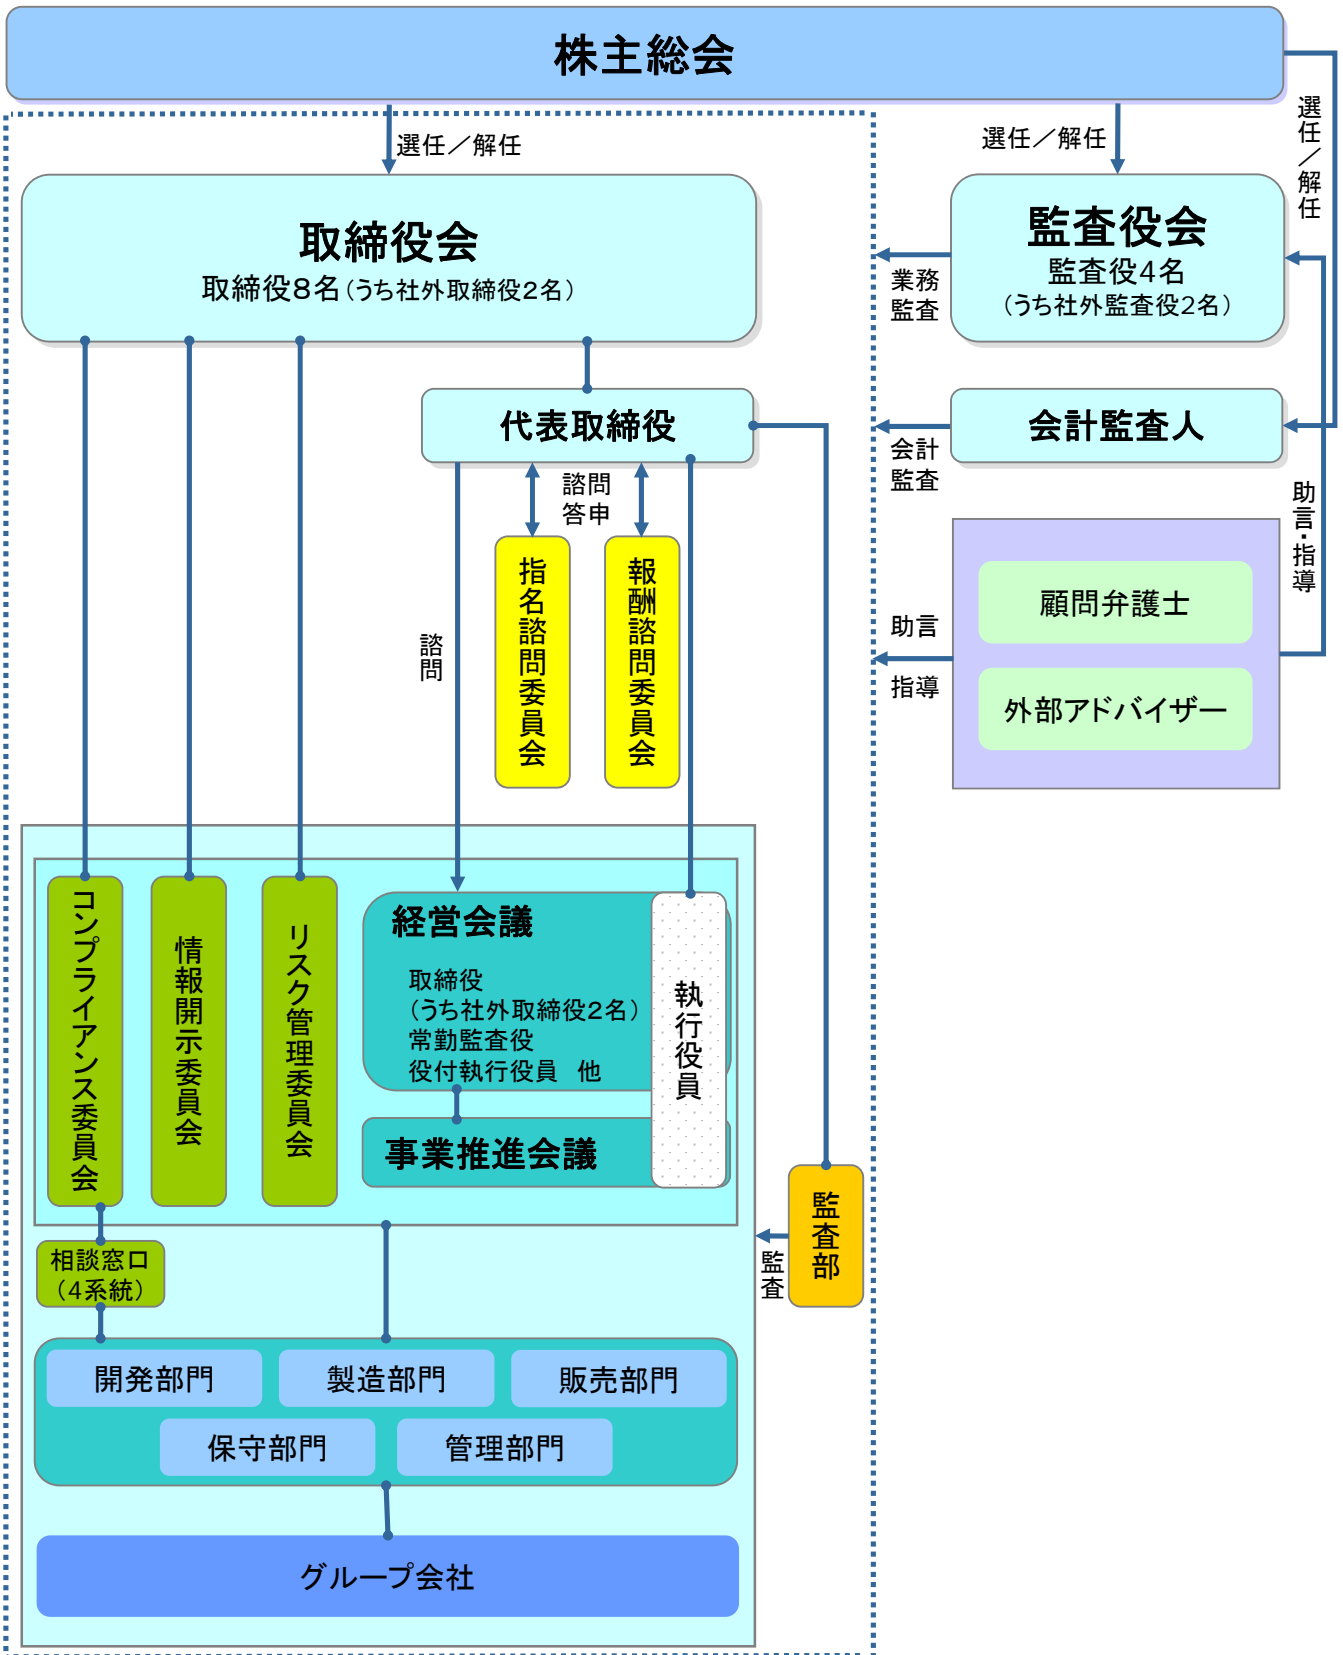 株主総会
選任／解任
選任／解任
選任／解任
取締役会
取締役８名（うち社外取締役２名）
監査役会
監査役4名
（うち社外監査役2名）
業務
監査
代表取締役
会計監査人
会計
監査
諮問
答申
助言・指導
指名諮問委員会
報酬諮問委員会
諮問
顧問弁護士
外部アドバイザー
助言
指導
コンプライアンス委員会
情報開示委員会
リスク管理委員会
経営会議
取締役
（うち社外取締役２名）
常勤監査役
役付執行役員　他
執行役員
事業推進会議
監査部
監査
相談窓口
（4系統）
開発部門
製造部門
販売部門
保守部門
管理部門
グループ会社